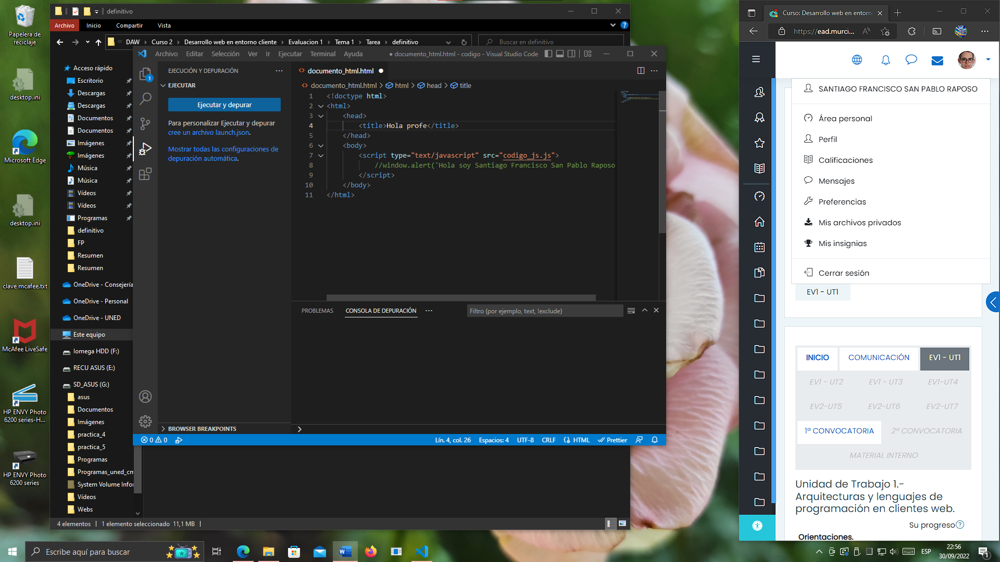 Papelera de
reciclaje
desktop.ini
Microsoft Edge
desktop.ini
clave mcafee.txt
McAfee LiveSafe
HP ENVY Photo
6200 series-H...
HP ENVY Photo
6200 series
definitivo
Archivo Inicio Compartir Vista
DAW > Curso 2 > Desarrollo web en entorno cliente > Evaluacion 1 > Tema 1 > Tarea > definitivo
Buscar en definitivo
Acceso rápido
Escritorio
Descargas
Descargas
Documentos
Documentos
Imágenes
Imágenes
Música
Música
Vídeos
Vídeos
Programas
definitivo
FP
Resumen
Resumen
OneDrive - Consejería
OneDrive - Personal
OneDrive - UNED
Este equipo
Iomega HDD (F:)
RECU ASUS (E:)
SD_ASUS (G:)
asus
Documentos
Imágenes
practica_4
practica_5
Programas
Programas_uned_cm
System Volume Infor
Vídeos
Webs
4 elementos | 1 elemento seleccionado 11,1 MB |
Archivo Editar Selección Ver Ir Ejecutar Terminal Ayuda
● documento_html.html - codigo - Visual Studio Code
1
EJECUCIÓN Y DEPURACIÓN ···
EJECUTAR
Ejecutar y depurar
Para personalizar Ejecutar y depurar
cree un archivo launch.json.
Mostrar todas las configuraciones de
depuración automática.
BROWSER BREAKPOINTS
<> documento_html.html ●
<> documento_html.html > html > head > title
1 <!doctype html>
2 <html>
3 <head>
4 <title>Hola profe</title>
5 </head>
6 <body>
7 <script type="text/javascript" src="codigo_js.js">
8 //window.alert('Hola soy Santiago Francisco San Pablo Raposo
9 </script>
10 </body>
11 </html>
PROBLEMAS CONSOLA DE DEPURACIÓN ···
Filtro (por ejemplo, text, !exclude)
>
0 0
Lín. 4, col. 26 Espacios: 4 UTF-8 CRLF HTML Prettier
Curso: Desarrollo web en entorn
https://ead.murci...
SANTIAGO FRANCISCO SAN PABLO RAPOSO
Área personal
Perfil
Calificaciones
Mensajes
Preferencias
Mis archivos privados
Mis insignias
Cerrar sesión
EV1 - UT1
INICIO COMUNICACIÓN EV1 - UT1
EV1 - UT2 EV1 - UT3 EV1-UT4
EV2-UT5 EV2-UT6 EV2-UT7
1ª CONVOCATORIA 2ª CONVOCATORIA
MATERIAL INTERNO
Unidad de Trabajo 1.-
Arquitecturas y lenguajes de
programación en clientes web.
Su progreso
Orientaciones.
Escribe aquí para buscar
ESP
22:56
30/09/2022
1